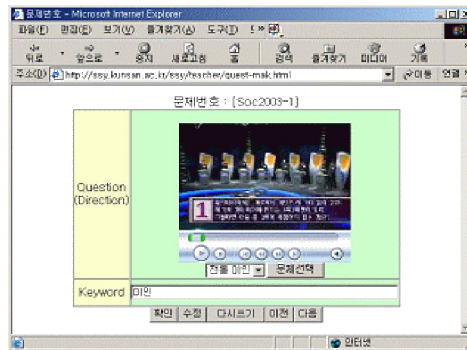 문제번호 - Microsoft Internet Explorer
파일(F) 편집(E) 보기(V) 즐겨찾기(A) 도구(T)
뒤로 앞으로 중지 새로고침 홈 검색 즐겨찾기 미디어 기록
주소(D) http://ssy.kunsan.ac.kr/ssy/teacher/quest-mak.html 이동 연결
문제번호 : [Soc2003-1]
Question
(Direction)
1
전통 미인 문제선택
Keyword 미인
확인 수정 다시쓰기 이전 다음
인터넷